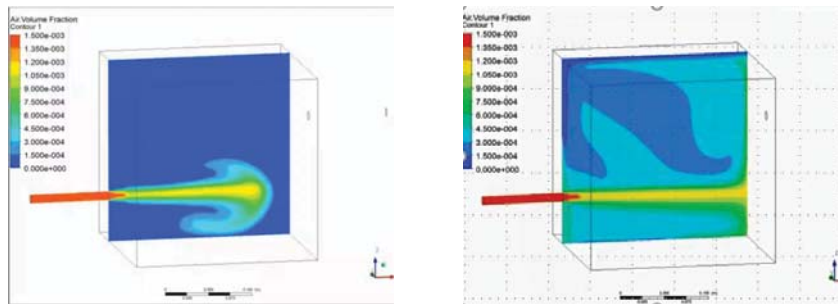 Air.Volume Fraction
Contour 1
1.500e-003
1.350e-003
1.200e-003
1.050e-003
9.000e-004
7.500e-004
6.000e-004
4.500e-004
3.000e-004
1.500e-004
0.000e+000
Air.Volume Fraction
Contour 1
1.500e-003
1.350e-003
1.200e-003
1.050e-003
9.000e-004
7.500e-004
6.000e-004
4.500e-004
3.000e-004
1.500e-004
0.000e+000